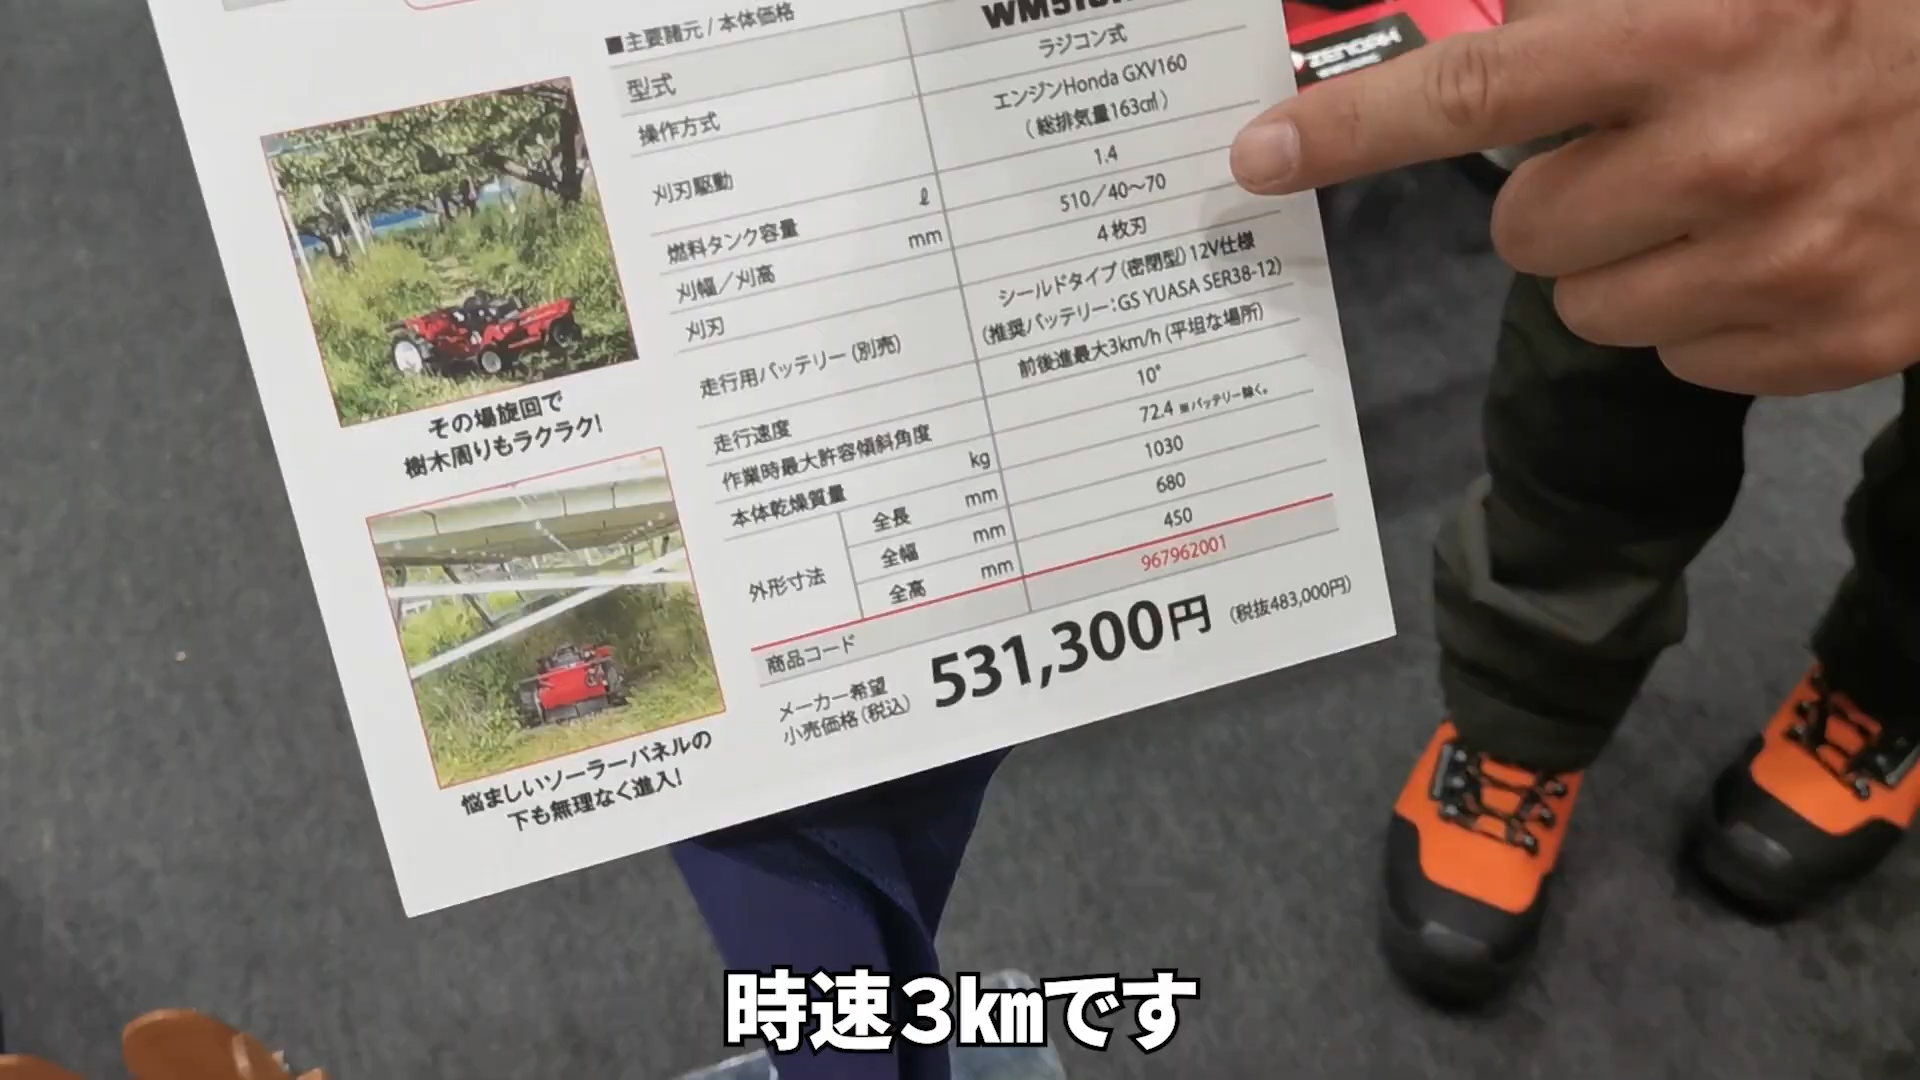 ■主要諸元/本体価格
型式
操作方式 ラジコン式
刈刃駆動 エンジンHonda GXV160
(総排気量163c㎡)
燃料タンク容量 ℓ 1.4
刈幅/刈高 mm 510/40~70
刈刃 4枚刃
走行用バッテリー(別売) シールドタイプ(密閉型)12V仕様
(推奨バッテリー:GS YUASA SER38-12)
走行速度 前後進最大3km/h(平坦な場所)
作業時最大許容傾斜角度 10°
本体乾燥質量 kg 72.4 ※バッテリー除く。
外形寸法 全長 mm 1030
全幅 mm 680
全高 mm 450
商品コード 967962001
メーカー希望
小売価格(税込) 531,300円 (税抜483,000円)
その場旋回で
樹木周りもラクラク!
悩ましいソーラーパネルの
下も無理なく進入!
ZENOAH
時速3㎞です